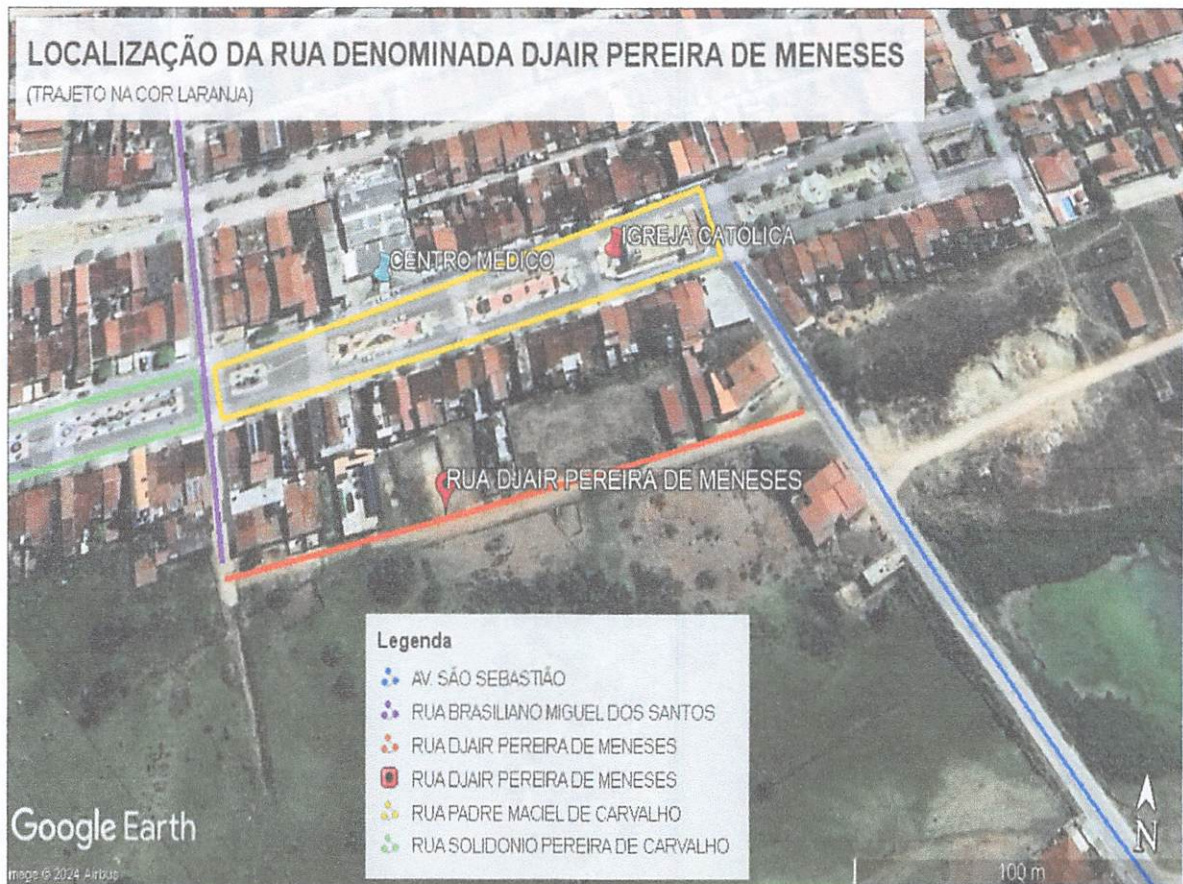 LOCALIZAÇÃO DA RUA DENOMINADA DJAIR PEREIRA DE MENESES
(TRAJETO NA COR LARANJA)
IGREJA CATÓLICA
CENTRO MEDICO
RUA DJAIR PEREIRA DE MENESES
Legenda
AV. SÃO SEBASTIÃO
RUA BRASILIANO MIGUEL DOS SANTOS
RUA DJAIR PEREIRA DE MENESES
RUA DJAIR PEREIRA DE MENESES
RUA PADRE MACIEL DE CARVALHO
RUA SOLIDONIO PEREIRA DE CARVALHO
Google Earth
N
100 m
mage © 2024 Airbus